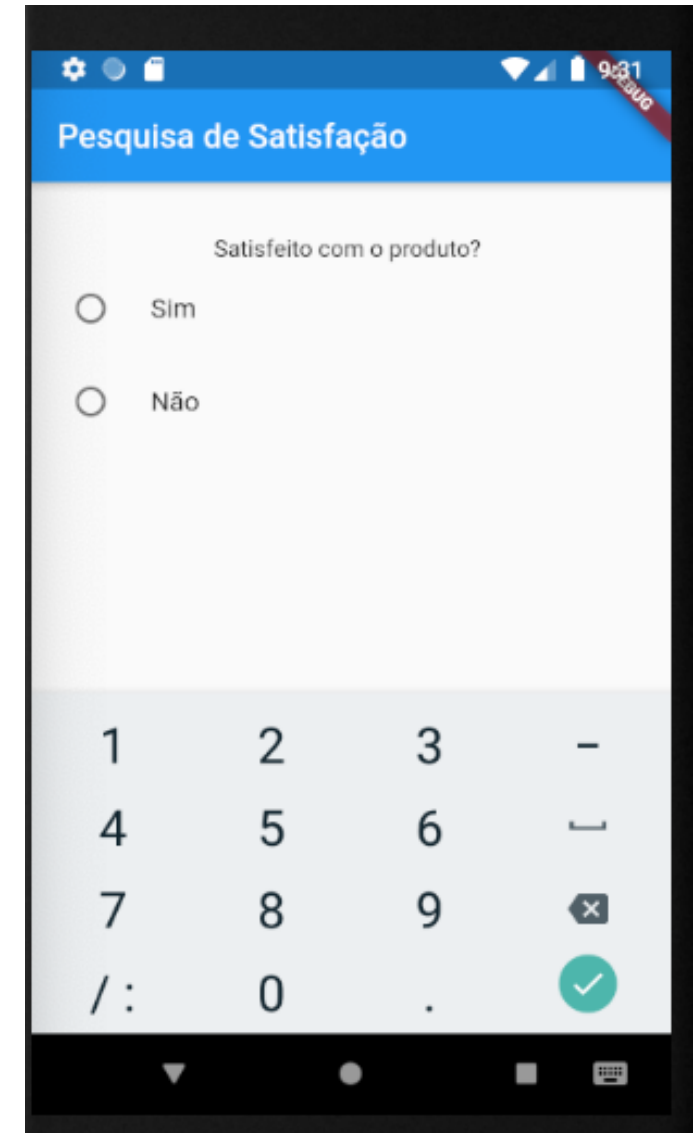 9:31
DEBUG
Pesquisa de Satisfação
Satisfeito com o produto?
Sim
Não
1 2 3 -
4 5 6
7 8 9
/ : 0 .